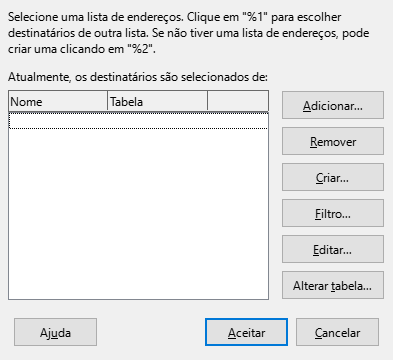 Selecione uma lista de endereços. Clique em "%1" para escolher
destinatários de outra lista. Se não tiver uma lista de endereços, pode
criar uma clicando em "%2".
Atualmente, os destinatários são selecionados de:
Nome Tabela
Adicionar...
Remover
Criar...
Filtro...
Editar...
Alterar tabela...
Ajuda Aceitar Cancelar